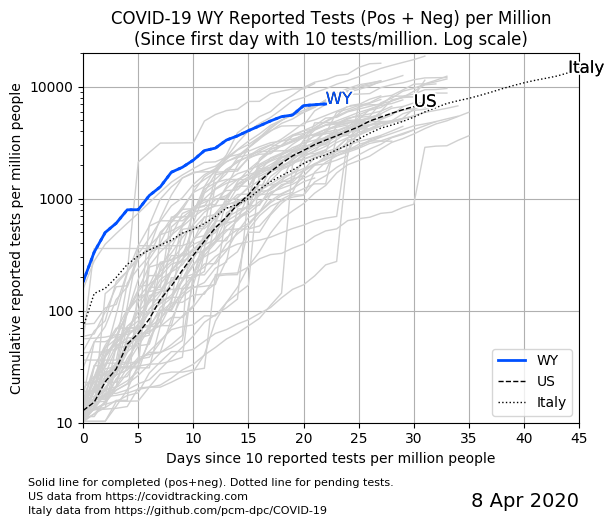 COVID-19 WY Reported Tests (Pos + Neg) per Million
(Since first day with 10 tests/million. Log scale)
Cumulative reported tests per million people
10000
1000
100
10
WY
US
Italy
WY
US
Italy
0 5 10 15 20 25 30 35 40 45
Days since 10 reported tests per million people
Solid line for completed (pos+neg). Dotted line for pending tests.
US data from https://covidtracking.com
Italy data from https://github.com/pcm-dpc/COVID-19
8 Apr 2020